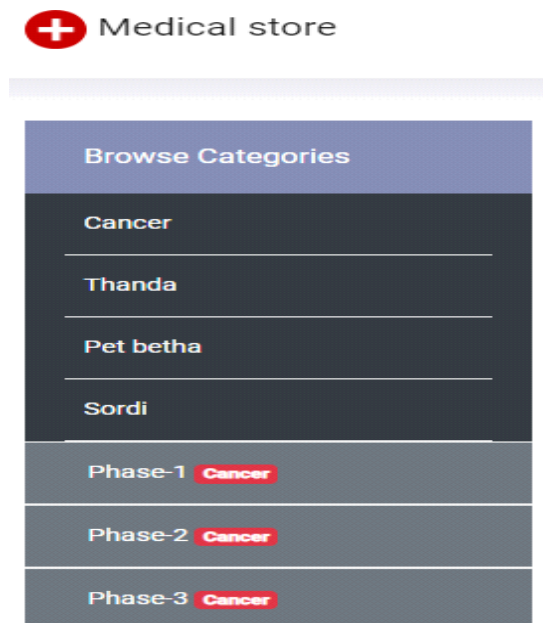 Medical store
Browse Categories
Cancer
Thanda
Pet betha
Sordi
Phase-1 Cancer
Phase-2 Cancer
Phase-3 Cancer